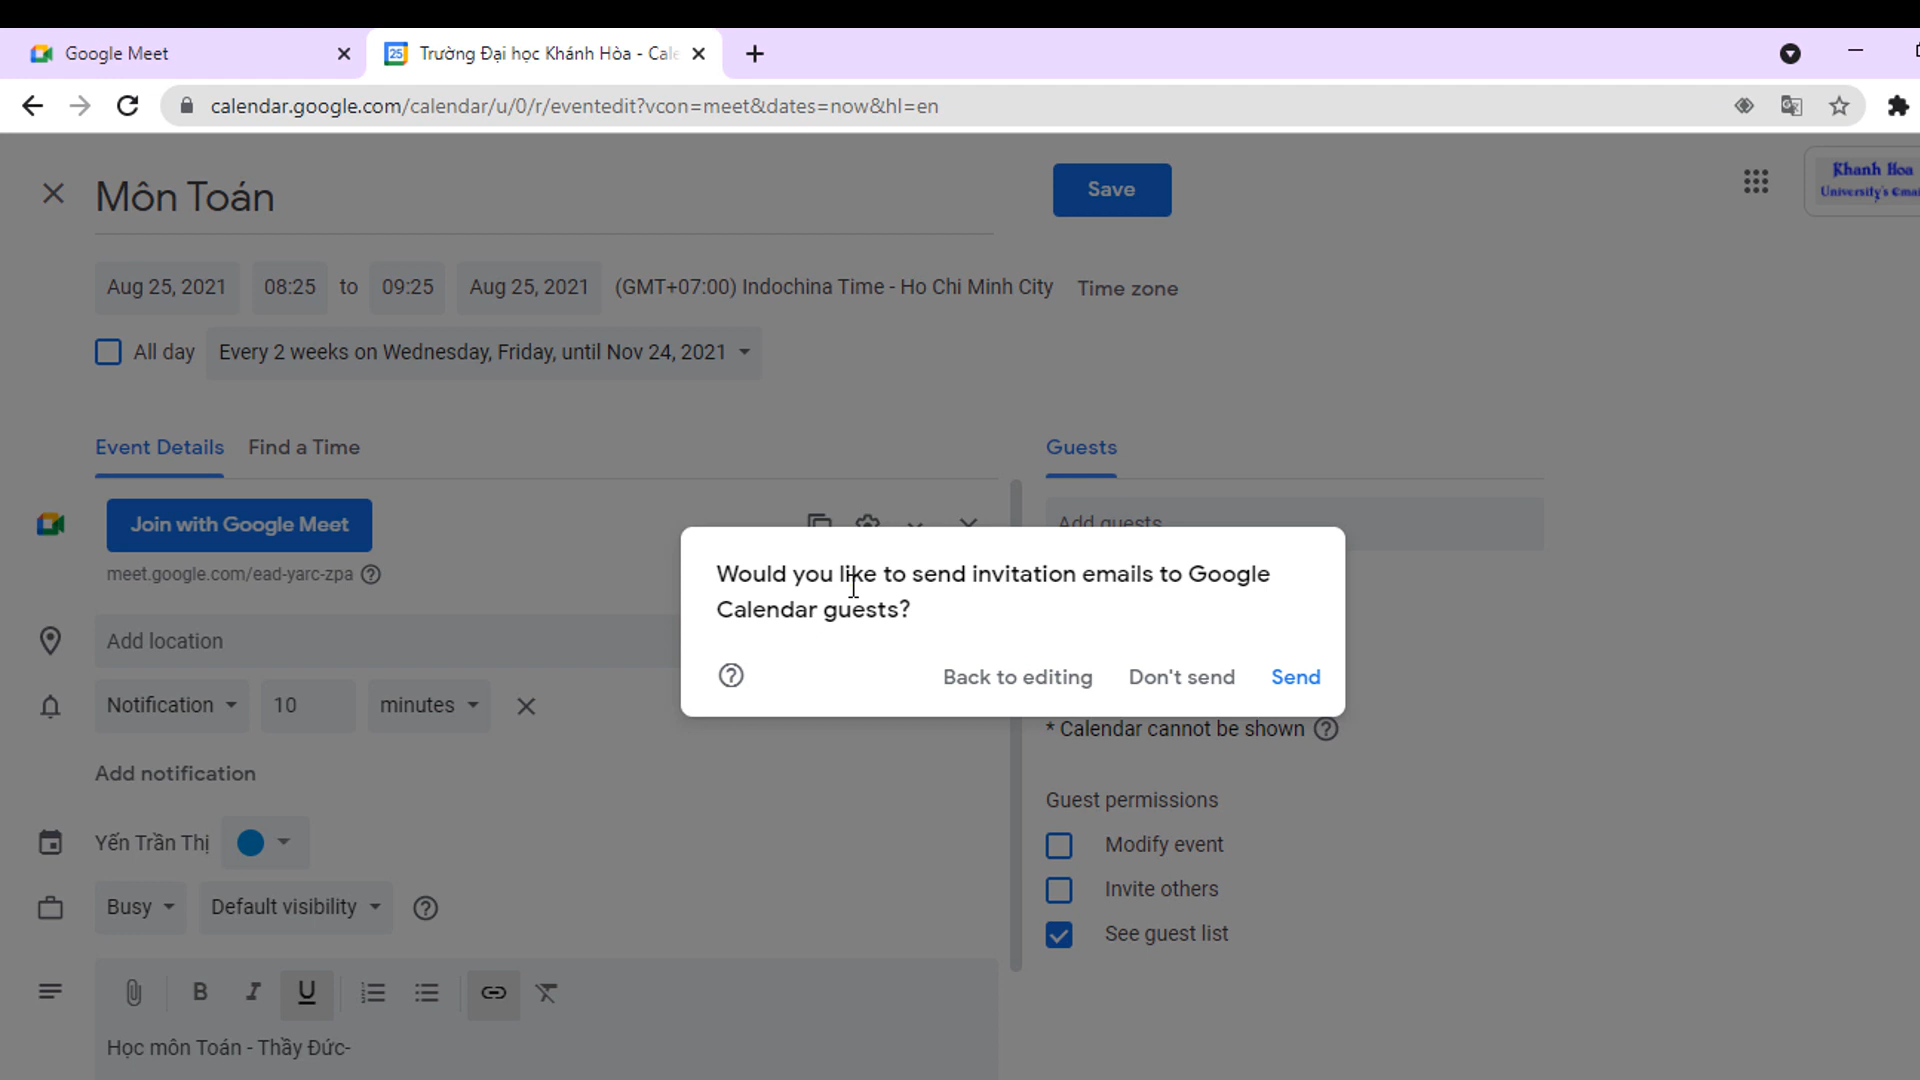 Google Meet
Trường Đại học Khánh Hòa - Cale
calendar.google.com/calendar/u/0/r/eventedit?vcon=meet&dates=now&hl=en
Môn Toán
Save
Khanh Hoa
University's Emai
Aug 25, 2021 08:25 to 09:25 Aug 25, 2021 (GMT+07:00) Indochina Time - Ho Chi Minh City Time zone
All day Every 2 weeks on Wednesday, Friday, until Nov 24, 2021
Event Details Find a Time
Guests
Join with Google Meet
Add guests
meet.google.com/ead-yarc-zpa
Would you like to send invitation emails to Google
Calendar guests?
Back to editing Don't send Send
Add location
Notification 10 minutes
* Calendar cannot be shown
Add notification
Guest permissions
Yến Trần Thị
Modify event
Invite others
Busy Default visibility
See guest list
B I U
Học môn Toán - Thầy Đức-